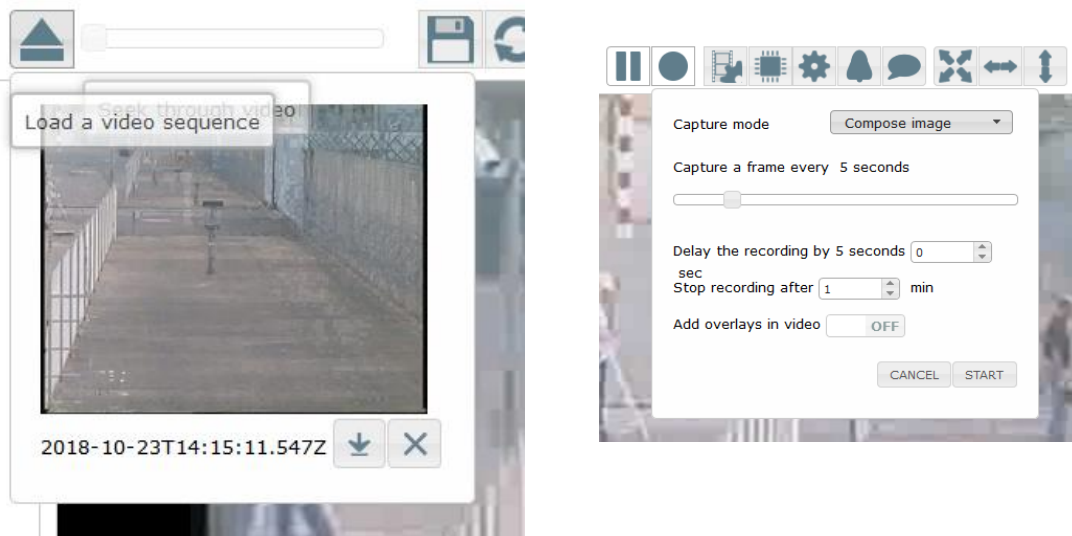 Seek through video
Load a video sequence
2018-10-23T14:15:11.547Z
Capture mode Compose image
Capture a frame every 5 seconds
Delay the recording by 5 seconds 0
sec
Stop recording after 1 min
Add overlays in video OFF
CANCEL START